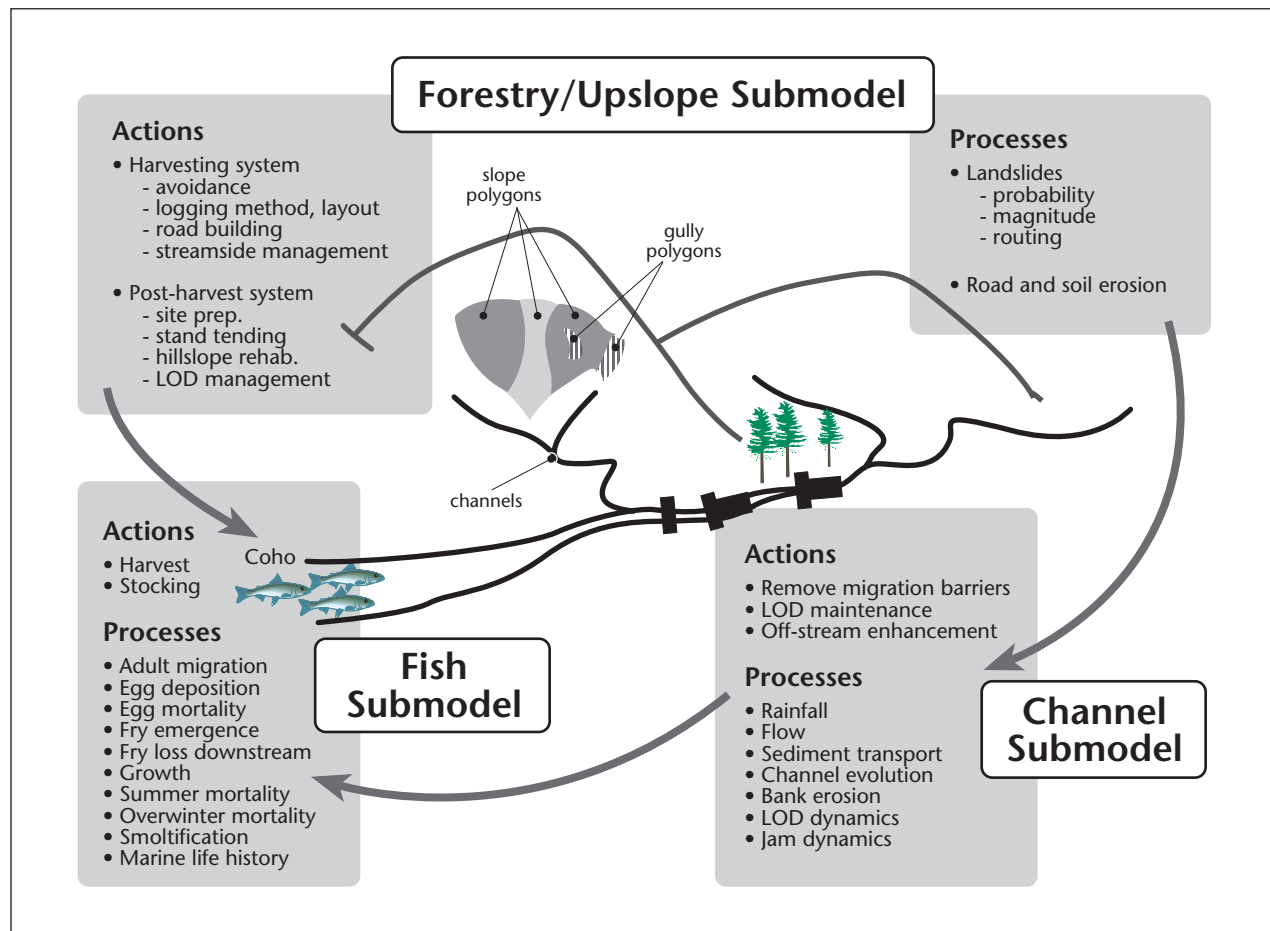 Forestry/Upslope Submodel
Actions
• Harvesting system
- avoidance
- logging method, layout
- road building
- streamside management
• Post-harvest system
- site prep.
- stand tending
- hillslope rehab.
- LOD management
Processes
• Landslides
- probability
- magnitude
- routing
• Road and soil erosion
slope
polygons
gully
polygons
channels
Coho
Actions
• Harvest
• Stocking
Processes
• Adult migration
• Egg deposition
• Egg mortality
• Fry emergence
• Fry loss downstream
• Growth
• Summer mortality
• Overwinter mortality
• Smoltification
• Marine life history
Fish
Submodel
Actions
• Remove migration barriers
• LOD maintenance
• Off-stream enhancement
Processes
• Rainfall
• Flow
• Sediment transport
• Channel evolution
• Bank erosion
• LOD dynamics
• Jam dynamics
Channel
Submodel